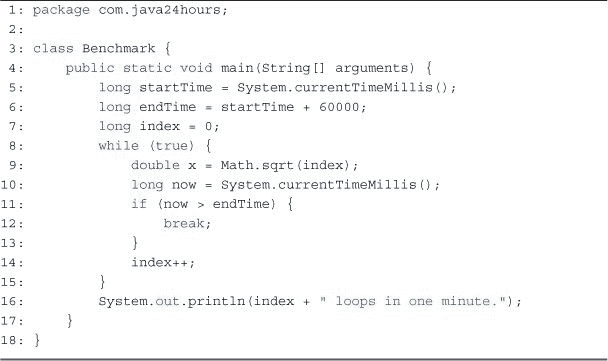 1: package com.java24hours;
2:
3: class Benchmark {
4:     public static void main(String[] arguments) {
5:         long startTime = System.currentTimeMillis();
6:         long endTime = startTime + 60000;
7:         long index = 0;
8:         while (true) {
9:             double x = Math.sqrt(index);
10:             long now = System.currentTimeMillis();
11:             if (now > endTime) {
12:                 break;
13:             }
14:             index++;
15:         }
16:         System.out.println(index + " loops in one minute.");
17:     }
18: }